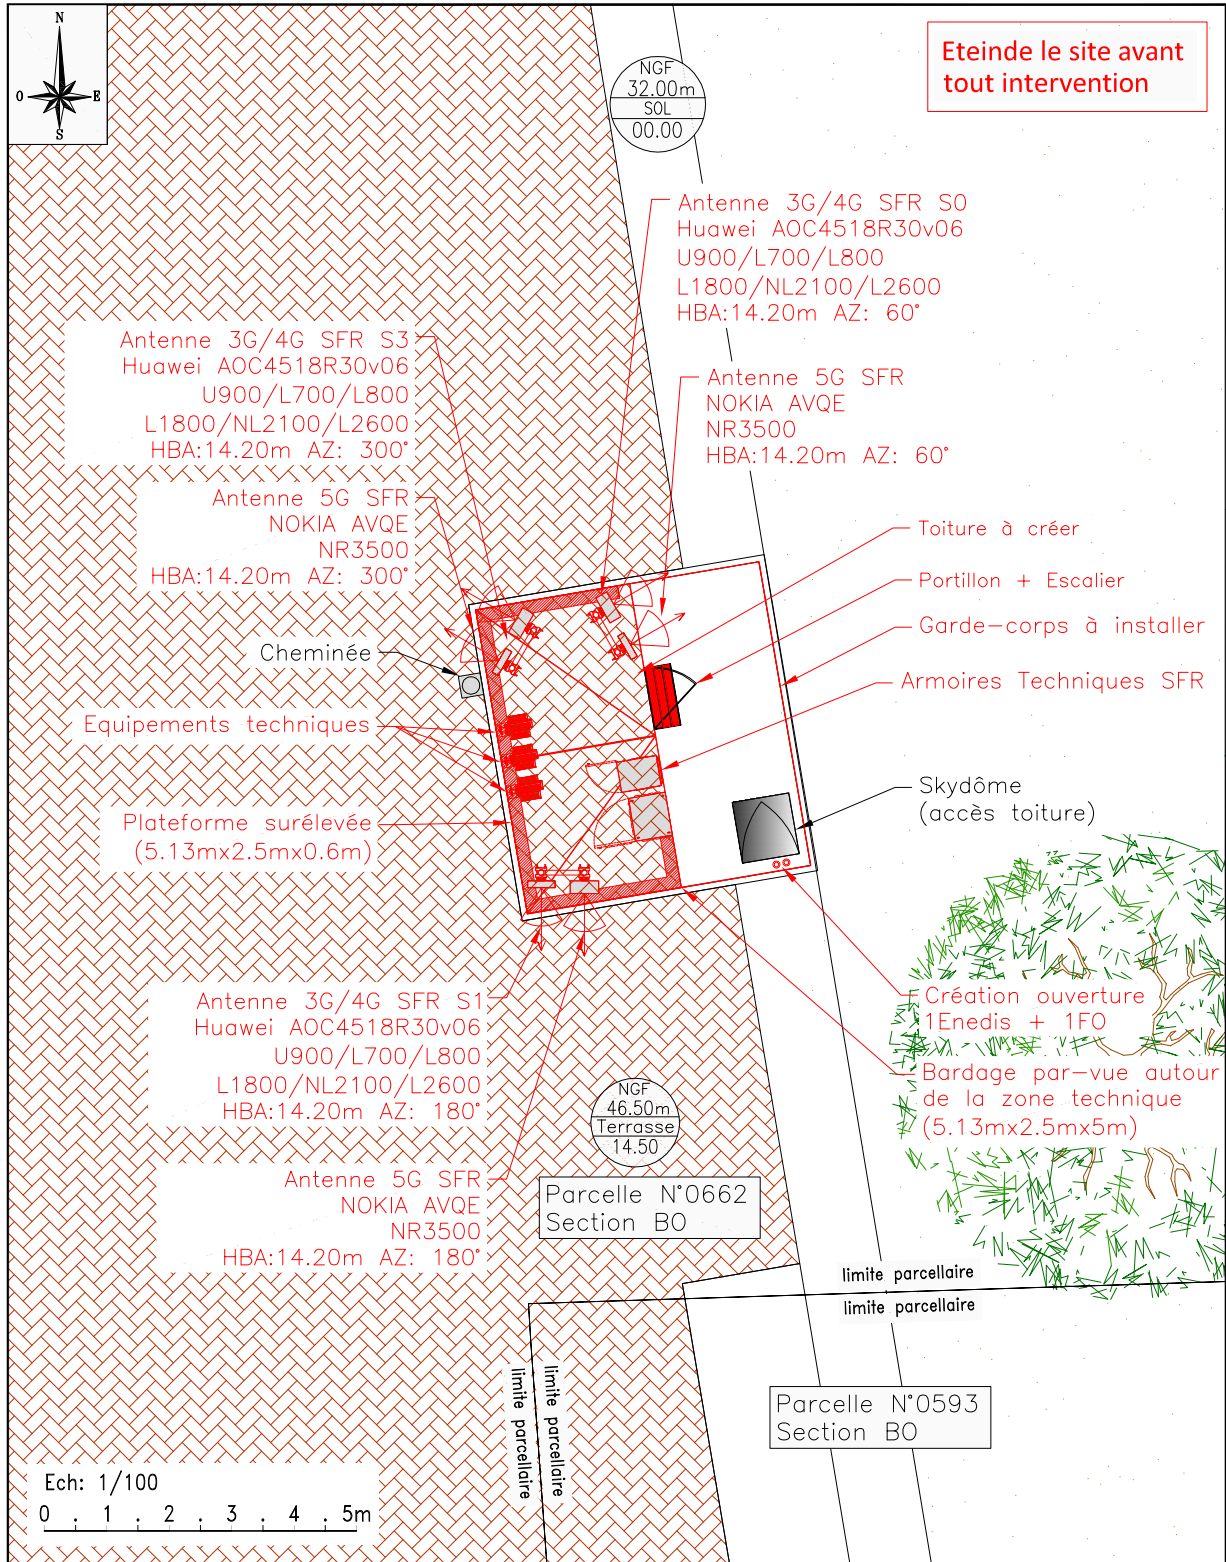 N
O
E
S
NGF
32.00m
SOL
00.00
Eteinde le site avant
tout intervention
Antenne 3G/4G SFR S0
Huawei AOC4518R30v06
U900/L700/L800
L1800/NL2100/L2600
HBA:14.20m AZ: 60°
Antenne 3G/4G SFR S3
Huawei AOC4518R30v06
U900/L700/L800
L1800/NL2100/L2600
HBA:14.20m AZ: 300°
Antenne 5G SFR
NOKIA AVQE
NR3500
HBA:14.20m AZ: 60°
Antenne 5G SFR
NOKIA AVQE
NR3500
HBA:14.20m AZ: 300°
Toiture à créer
Portillon + Escalier
Garde-corps à installer
Armoires Techniques SFR
Cheminée
Equipements techniques
Plateforme surélevée
(5.13mx2.5mx0.6m)
Skydôme
(accès toiture)
Antenne 3G/4G SFR S1
Huawei AOC4518R30v06
U900/L700/L800
L1800/NL2100/L2600
HBA:14.20m AZ: 180°
Création ouverture
1Enedis + 1FO
Bardage par-vue autour
de la zone technique
(5.13mx2.5mx5m)
NGF
46.50m
Terrasse
14.50
Antenne 5G SFR
NOKIA AVQE
NR3500
HBA:14.20m AZ: 180°
Parcelle N°0662
Section BO
limite parcellaire
limite parcellaire
limite parcellaire
limite parcellaire
Parcelle N°0593
Section BO
Ech: 1/100
0 . 1 . 2 . 3 . 4 . 5m